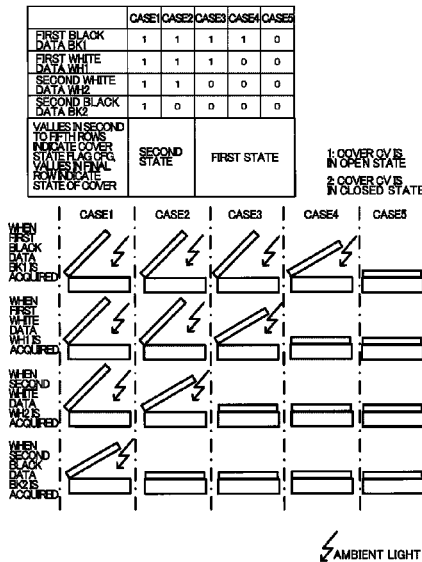 CASE1 CASE2 CASE3 CASE4 CASE5
FIRST BLACK
DATA BK1 1 1 1 1 0
FIRST WHITE
DATA WH1 1 1 1 0 0
SECOND WHITE
DATA WH2 1 1 0 0 0
SECOND BLACK
DATA BK2 1 0 0 0 0
VALUES IN SECOND
TO FIFTH ROWS
INDICATE COVER
STATE FLAG CFG,
VALUES IN FINAL
ROW INDICATE
STATE OF COVER
SECOND
STATE
FIRST STATE
1: COVER CV IS
IN OPEN STATE
2: COVER CV IS
IN CLOSED STATE
CASE1 CASE2 CASE3 CASE4 CASE5
WHEN
FIRST
BLACK
DATA
BK1 IS
ACQUIRED
WHEN
FIRST
WHITE
DATA
WH1 IS
ACQUIRED
WHEN
SECOND
WHITE
DATA
WH2 IS
ACQUIRED
WHEN
SECOND
BLACK
DATA
BK2 IS
ACQUIRED
AMBIENT LIGHT